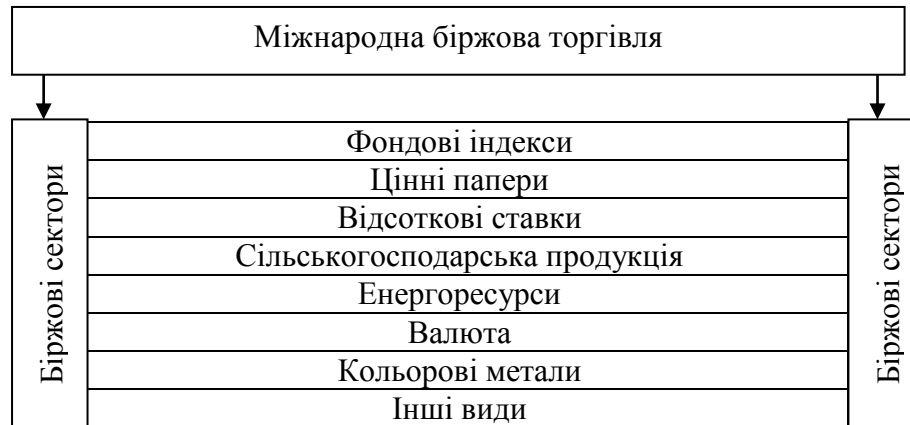 Міжнародна біржова торгівля
Біржові сектори
Фондові індекси
Цінні папери
Відсоткові ставки
Сільськогосподарська продукція
Енергоресурси
Валюта
Кольорові метали
Інші види
Біржові сектори